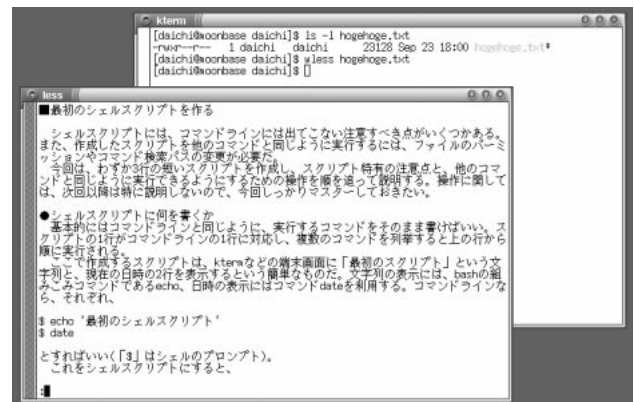 kterm
[daichi@moonbase daichi]$ ls -l hogehoge.txt
-rwxr--r-- 1 daichi daichi 23128 Sep 23 18:00 hogehoge.txt*
[daichi@moonbase daichi]$ wless hogehoge.txt
[daichi@moonbase daichi]$
less
■最初のシェルスクリプトを作る
シェルスクリプトには、コマンドラインには出てこない注意すべき点がいくつかある。
また、作成したスクリプトを他のコマンドと同じように実行するには、ファイルのパーミ
ッションやコマンド検索パスの変更が必要だ。
今回は、わずか3行の短いスクリプトを作成し、スクリプト特有の注意点と、他のコマ
ンドと同じように実行できるようにするための操作を順を追って説明する。操作に関して
は、次回以降は特に説明しないので、今回しっかりマスターしておきたい。
●シェルスクリプトに何を書くか
基本的にはコマンドラインと同じように、実行するコマンドをそのまま書けばいい。ス
クリプトの1行がコマンドラインの1行に対応し、複数のコマンドを列挙すると上の行から
順に実行される。
ここで作成するスクリプトは、ktermなどの端末画面に「最初のスクリプト」という文
字列と、現在の日時の2行を表示するという簡単なものだ。文字列の表示には、bashの組
みこみコマンドであるecho、日時の表示にはコマンドdateを利用する。コマンドラインな
ら、それぞれ、
$ echo '最初のシェルスクリプト'
$ date
とすればいい(「$」はシェルのプロンプト)。
これをシェルスクリプトにすると、
: